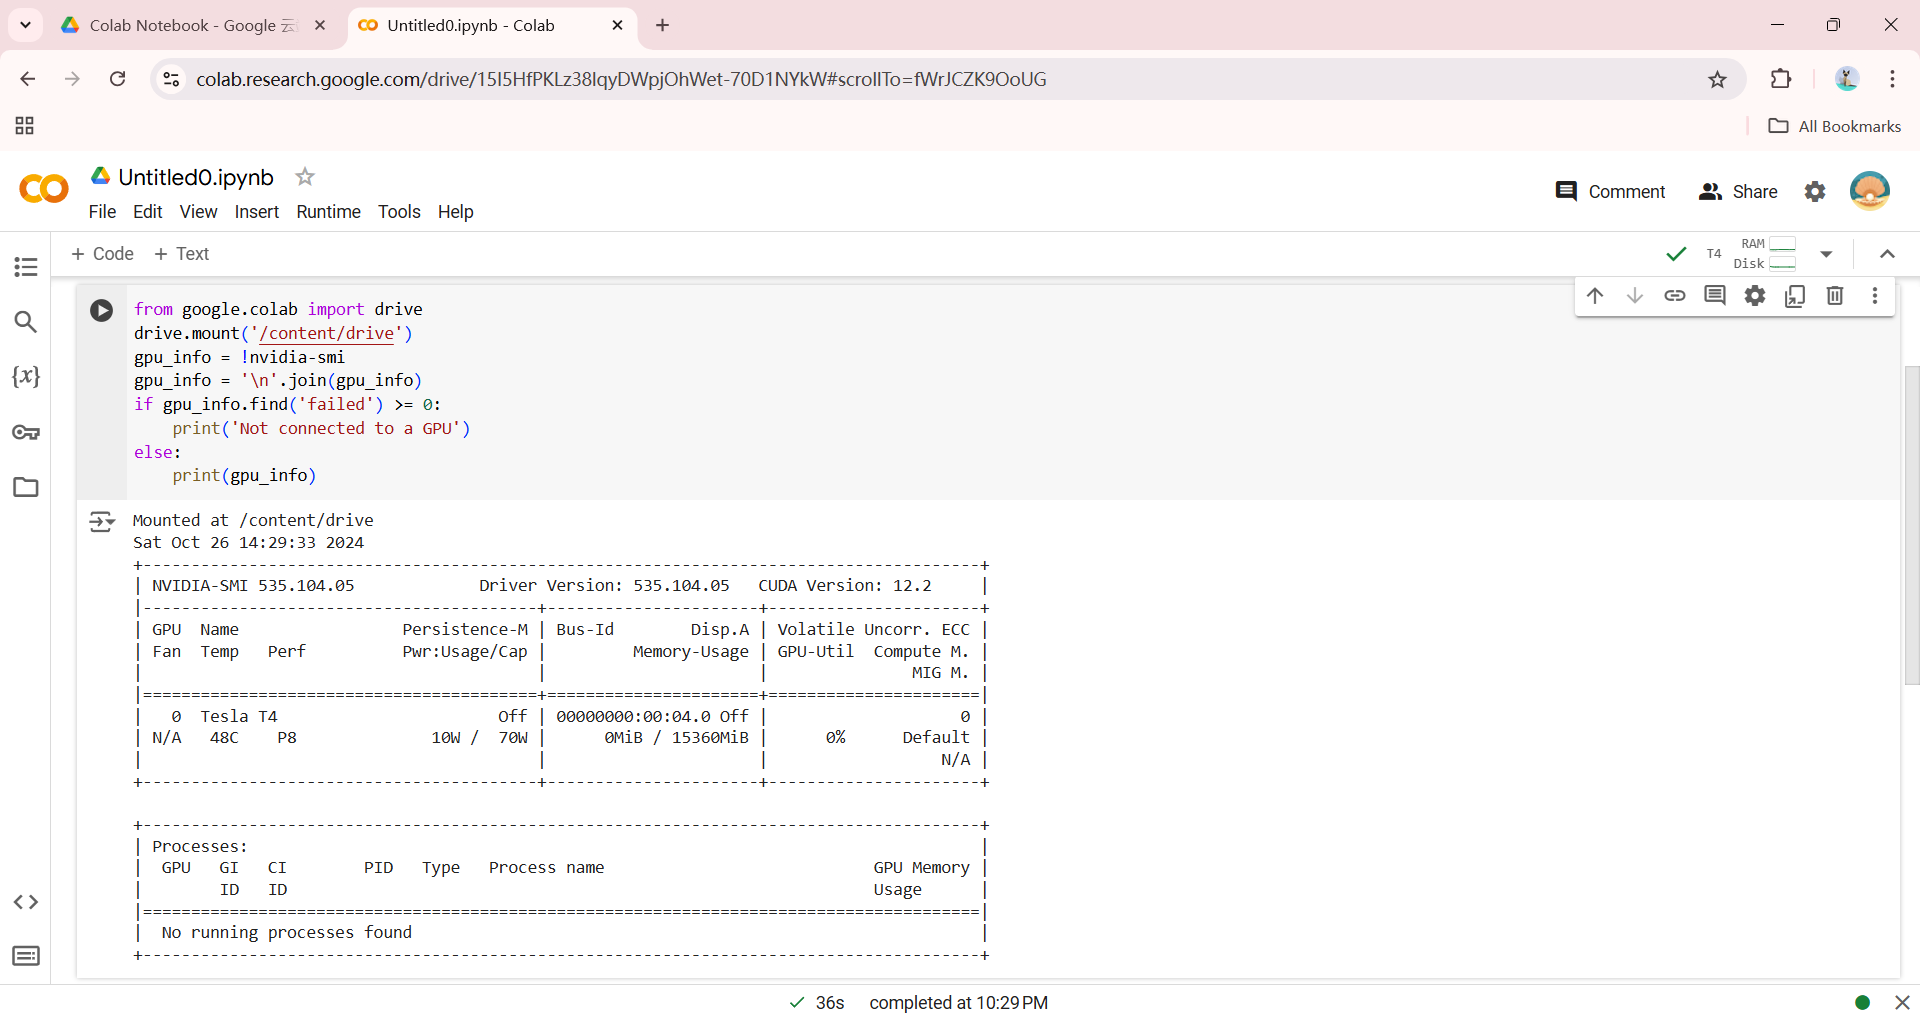 Colab Notebook - Google 云
Untitled0.ipynb - Colab
colab.research.google.com/drive/15I5HfPKLz38lqyDWpjOhWet-70D1NYkW#scrollTo=fWrJCZK9OoUG
All Bookmarks
Untitled0.ipynb
Comment
Share
File Edit View Insert Runtime Tools Help
+ Code + Text
T4
RAM
Disk
from google.colab import drive
drive.mount('/content/drive')
gpu_info = !nvidia-smi
gpu_info = '\n'.join(gpu_info)
if gpu_info.find('failed') >= 0:
    print('Not connected to a GPU')
else:
    print(gpu_info)
Mounted at /content/drive
Sat Oct 26 14:29:33 2024
+---------------------------------------------------------------------------------------+
| NVIDIA-SMI 535.104.05             Driver Version: 535.104.05   CUDA Version: 12.2     |
|-----------------------------------------+----------------------+----------------------+
| GPU  Name                 Persistence-M | Bus-Id        Disp.A | Volatile Uncorr. ECC |
| Fan  Temp   Perf          Pwr:Usage/Cap |         Memory-Usage | GPU-Util  Compute M. |
|                                         |                      |               MIG M. |
|=========================================+======================+======================|
|   0  Tesla T4                       Off | 00000000:00:04.0 Off |                    0 |
| N/A   48C    P8              10W /  70W |      0MiB / 15360MiB |      0%      Default |
|                                         |                      |                  N/A |
+-----------------------------------------+----------------------+----------------------+
+---------------------------------------------------------------------------------------+
| Processes:                                                                            |
|  GPU   GI   CI        PID   Type   Process name                            GPU Memory |
|        ID   ID                                                             Usage      |
|=======================================================================================|
|  No running processes found                                                           |
+---------------------------------------------------------------------------------------+
36s completed at 10:29 PM